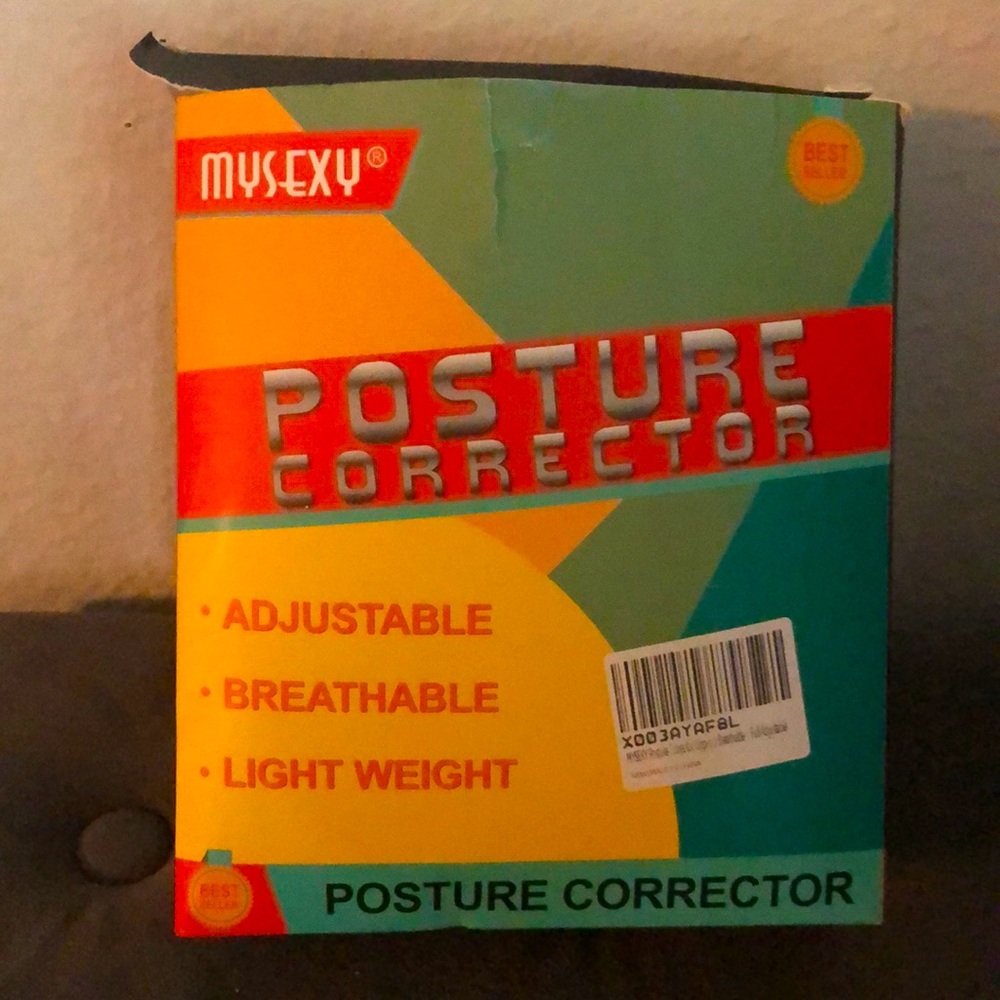 MYSEXY®
BEST
SELLER
POSTURE
CORRECTOR
• ADJUSTABLE
• BREATHABLE
• LIGHT WEIGHT
X003AYAF8L
BEST
SELLER
POSTURE CORRECTOR